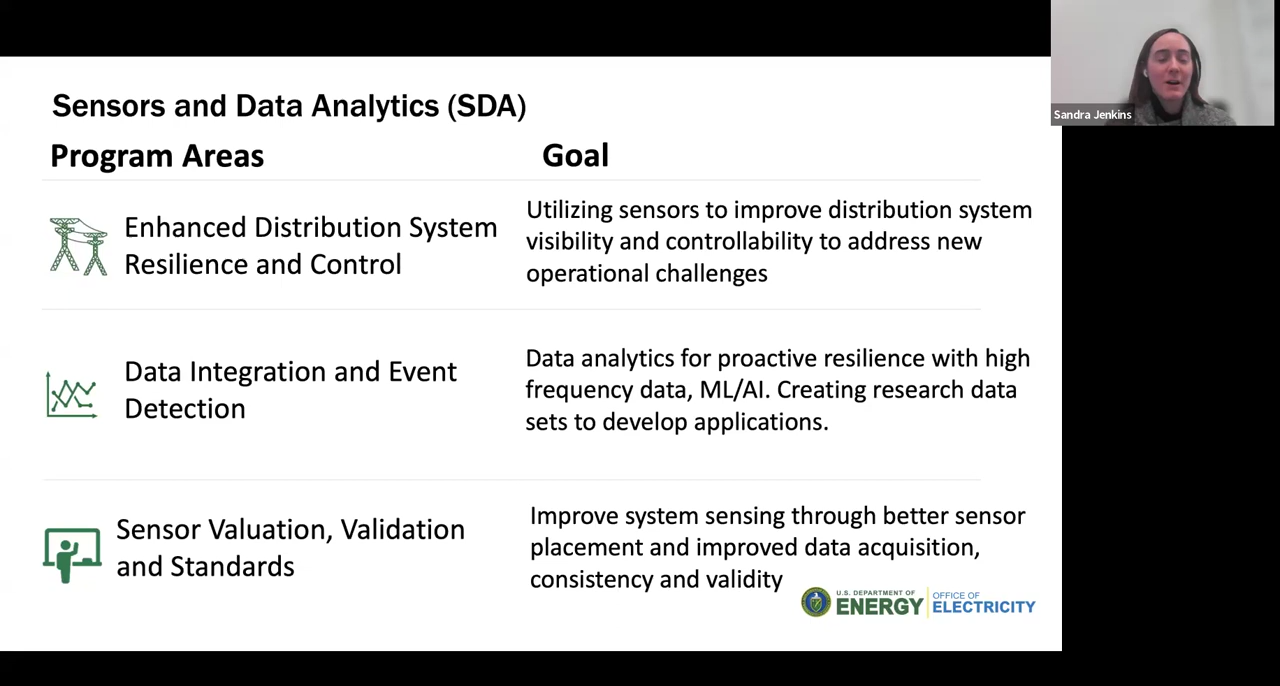 Sensors and Data Analytics (SDA)
Program Areas
Goal
Enhanced Distribution System
Resilience and Control
Utilizing sensors to improve distribution system
visibility and controllability to address new
operational challenges
Data Integration and Event
Detection
Data analytics for proactive resilience with high
frequency data, ML/AI. Creating research data
sets to develop applications.
Sensor Valuation, Validation
and Standards
Improve system sensing through better sensor
placement and improved data acquisition,
consistency and validity
U.S. DEPARTMENT OF
ENERGY
OFFICE OF
ELECTRICITY
Sandra Jenkins